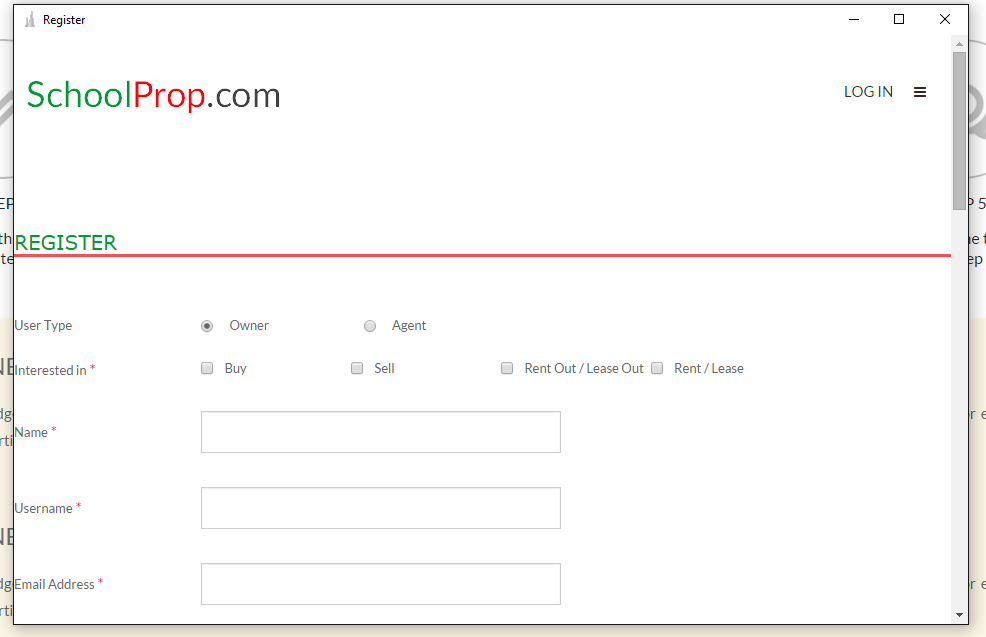 Register
SchoolProp.com
LOG IN
REGISTER
User Type
Owner
Agent
Interested in *
Buy
Sell
Rent Out / Lease Out
Rent / Lease
Name *
Username *
Email Address *